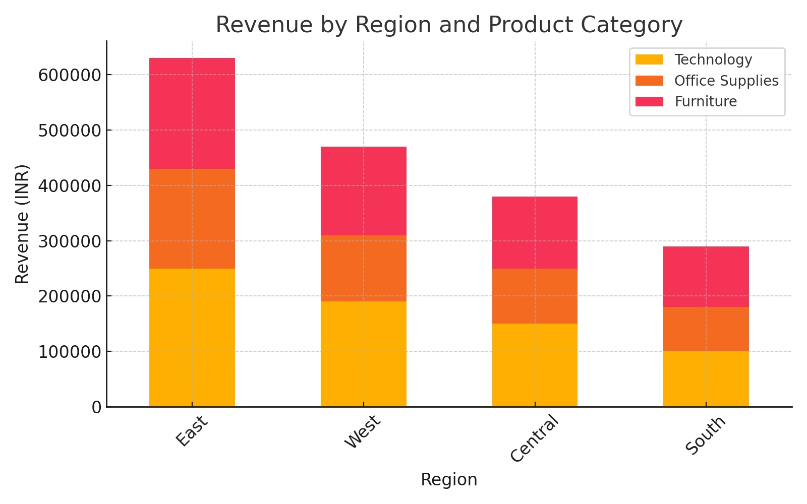 Revenue by Region and Product Category
Technology
Office Supplies
Furniture
Revenue (INR)
600000
500000
400000
300000
200000
100000
0
East
West
Central
South
Region